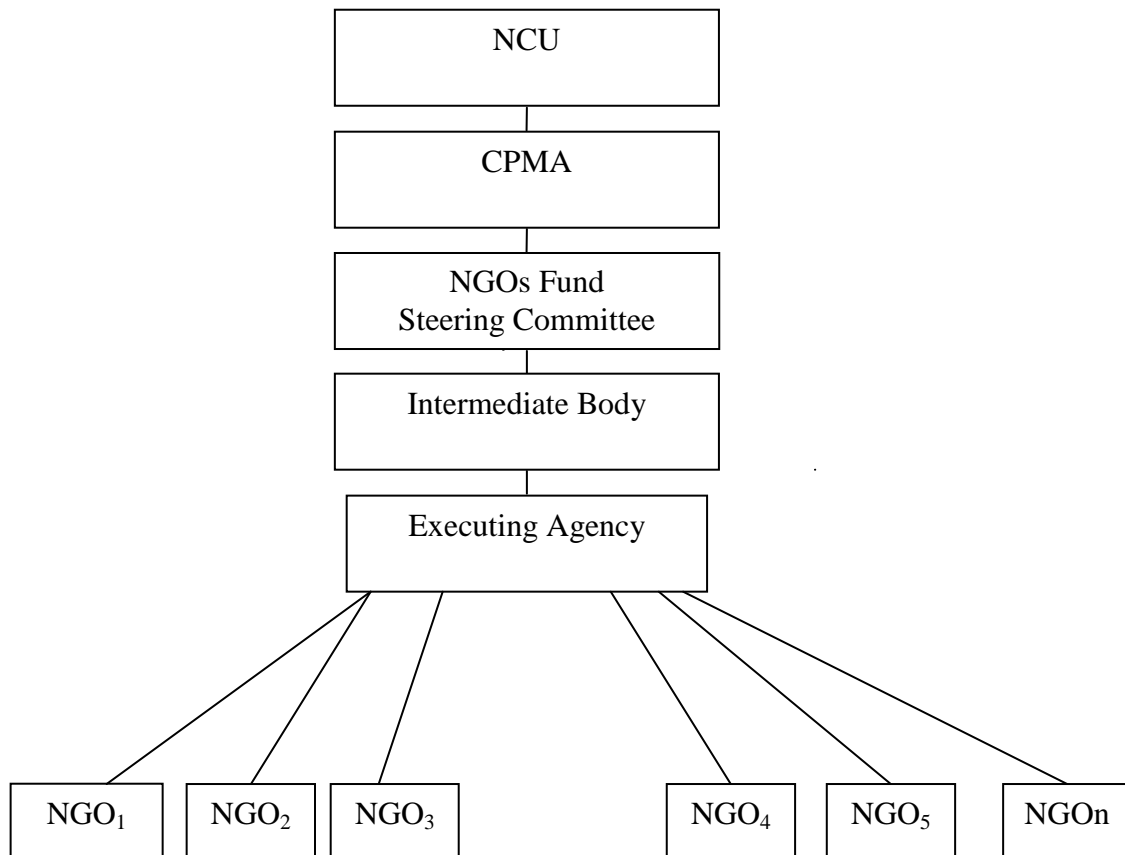 NCU
CPMA
NGOs Fund
Steering Committee
Intermediate Body
Executing Agency
NGO₁ NGO₂ NGO₃ NGO₄ NGO₅ NGOn